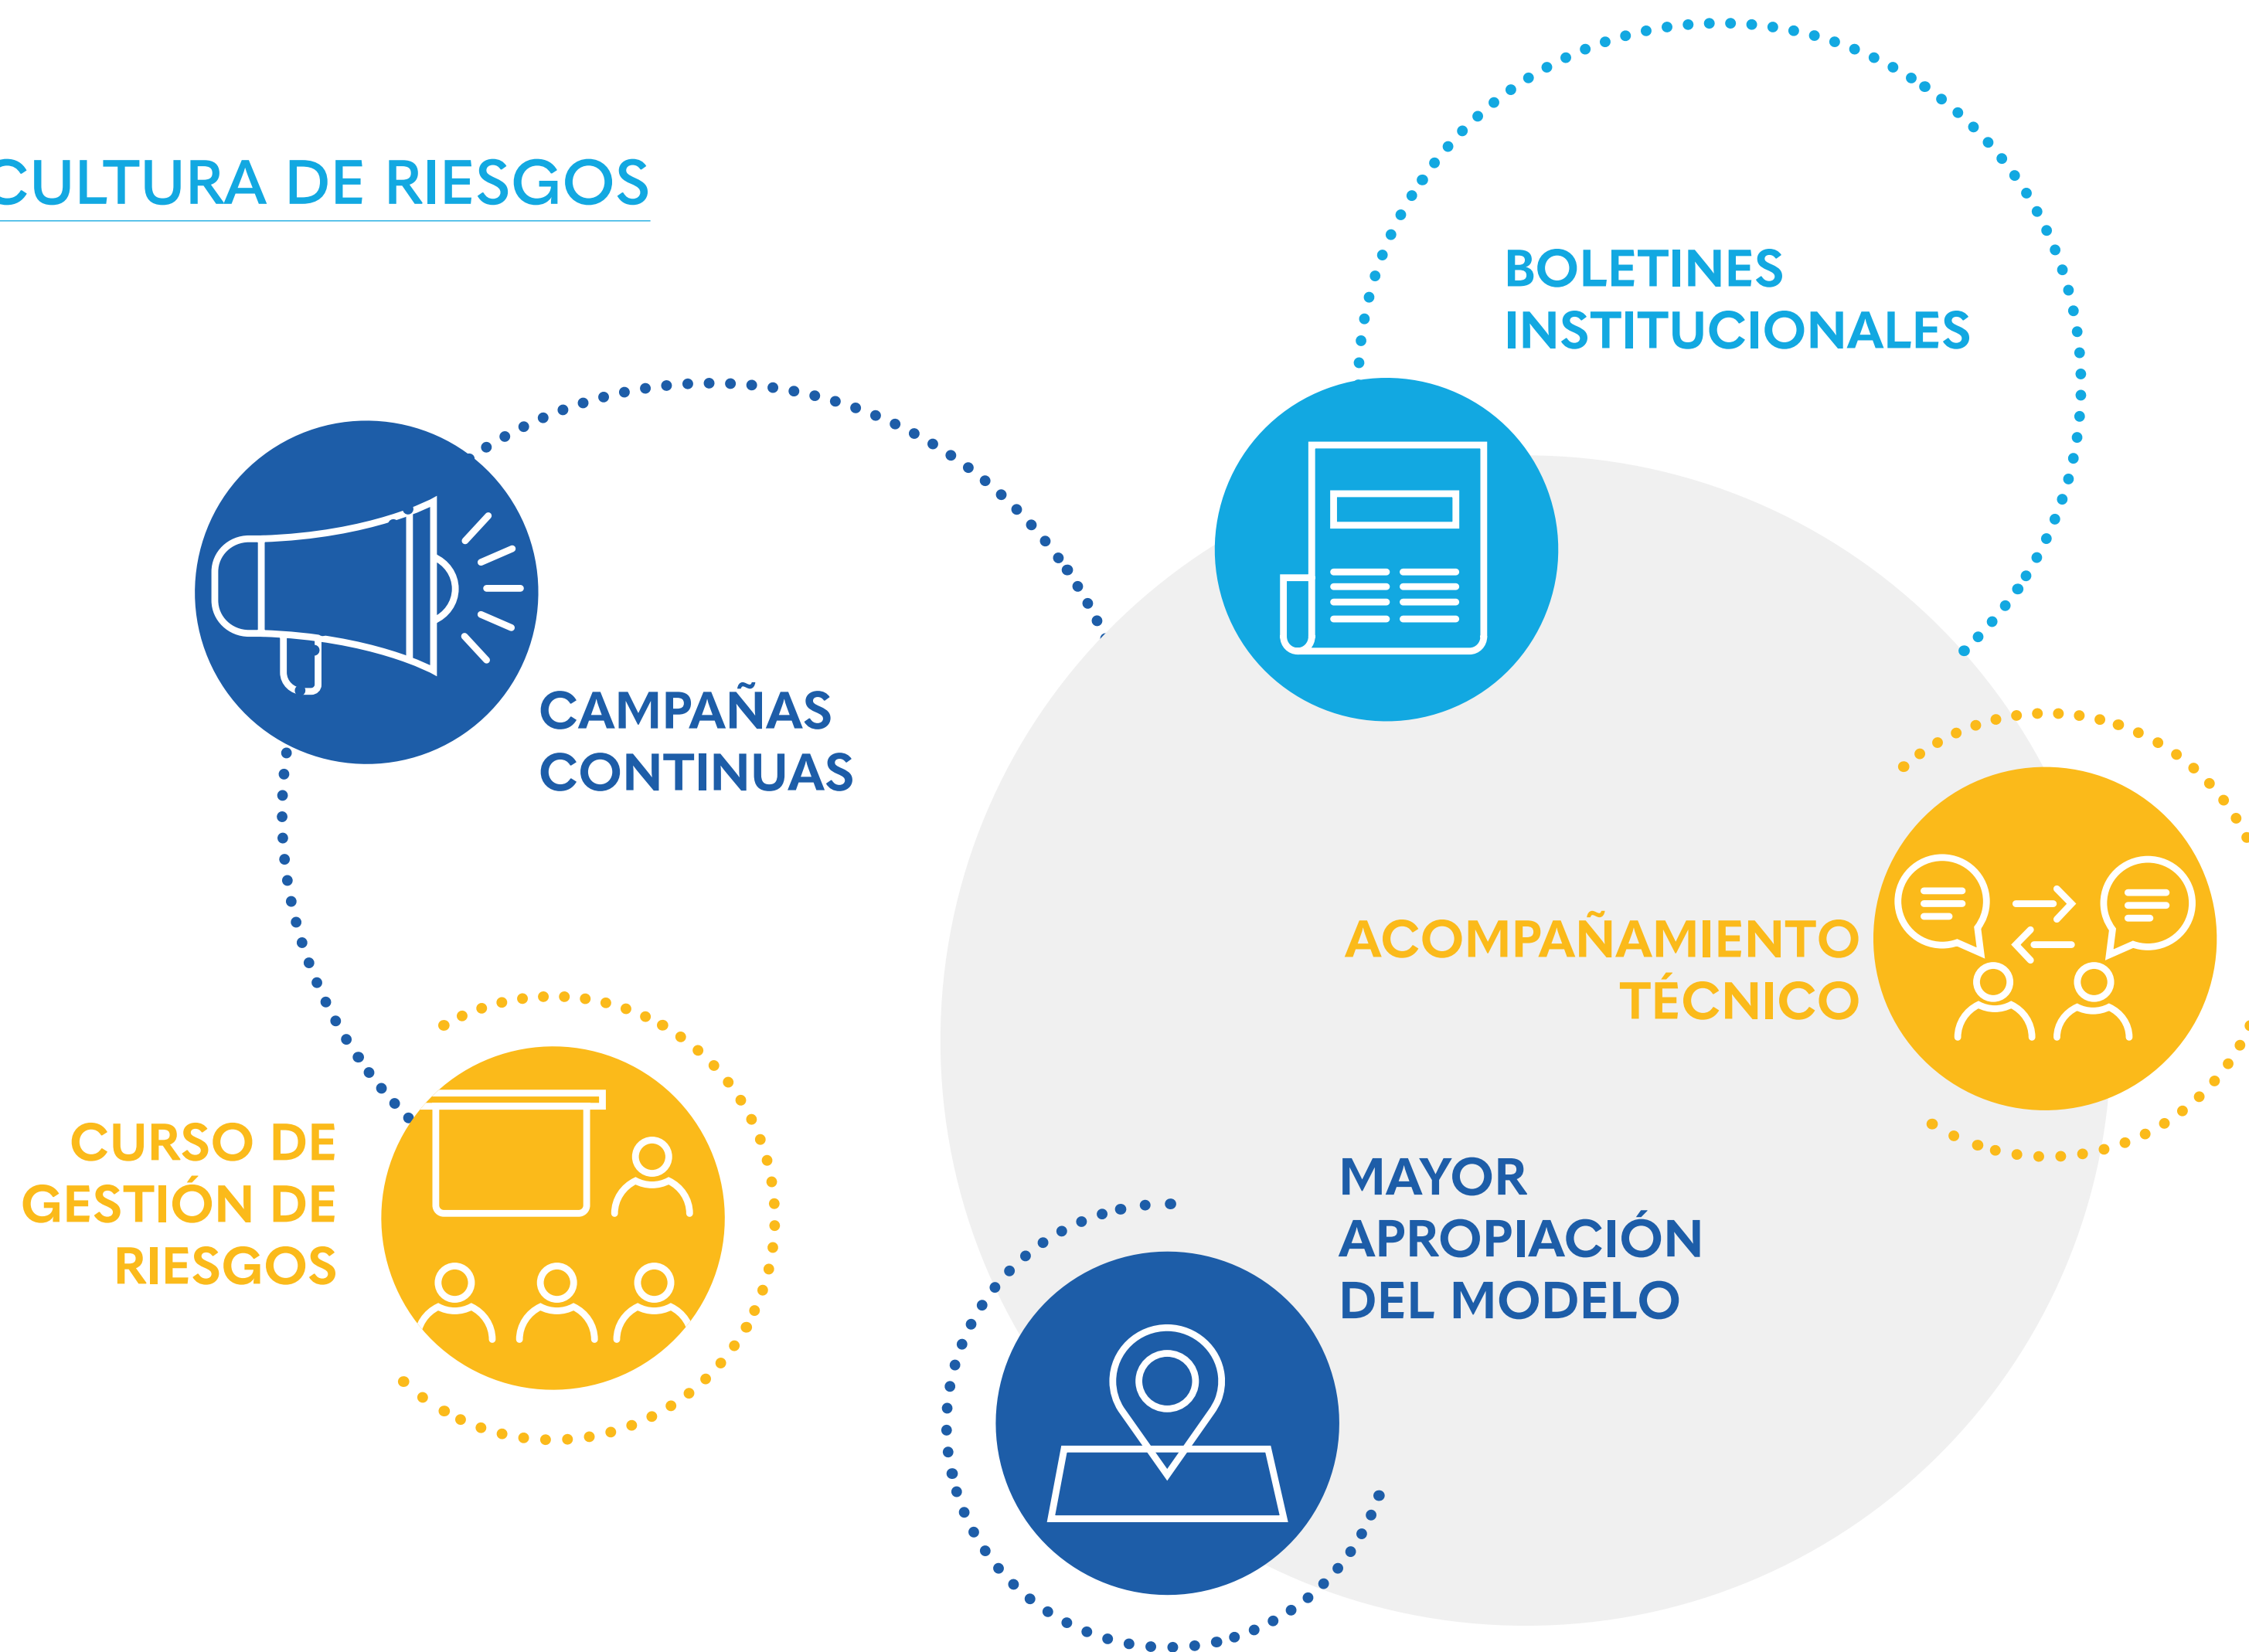 CULTURA DE RIESGOS
BOLETINES
INSTITUCIONALES
CAMPAÑAS
CONTINUAS
ACOMPAÑAMIENTO
TÉCNICO
CURSO DE
GESTIÓN DE
RIESGOS
MAYOR
APROPIACIÓN
DEL MODELO